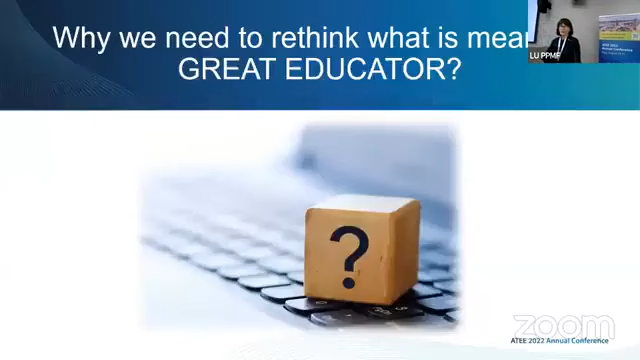 Why we need to rethink what is mea
GREAT EDUCATOR?
LU PPMF
?
zoom
ATEE 2022 Annual Conference